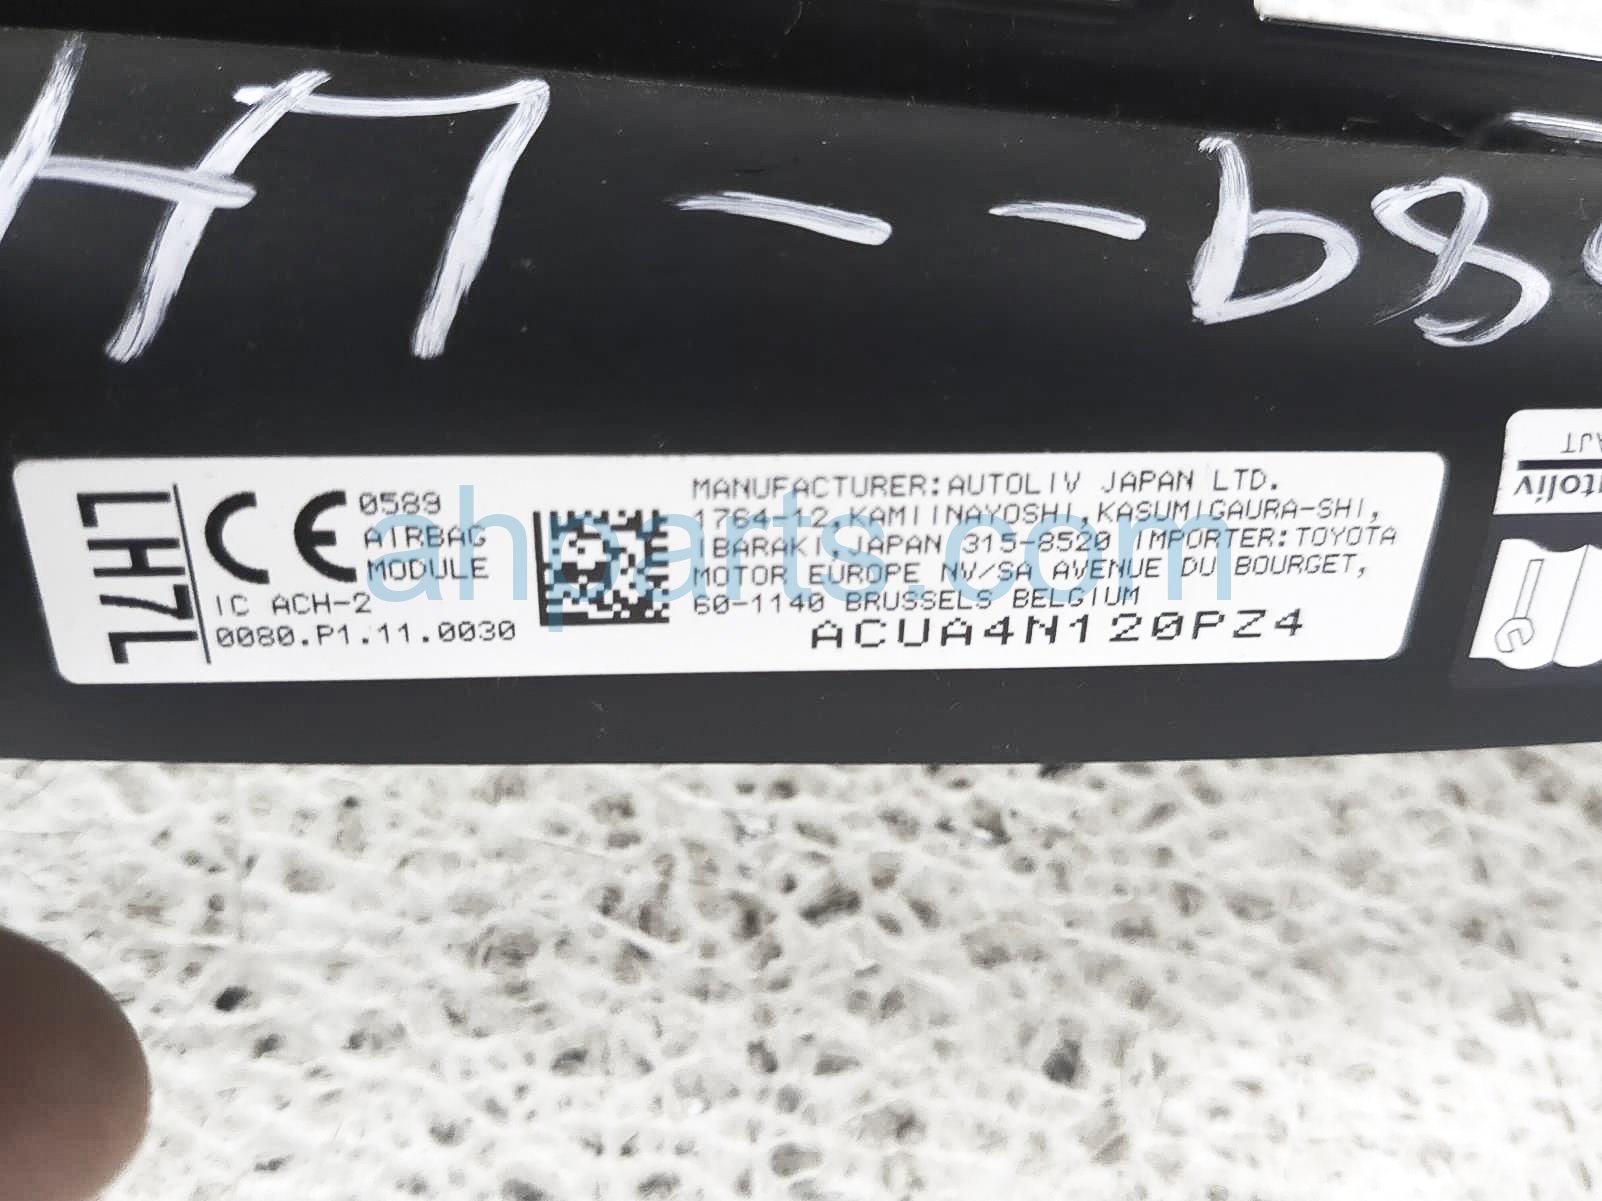 H7---b8
LH7L
CE 0589
AIRBAG
MODULE
IC ACH-2
0080.P1.11.0030
MANUFACTURER:AUTOLIV JAPAN LTD.
1764-12,KAMIINAYOSHI,KASUMIGAURA-SHI,
IBARAKI,JAPAN 315-8520 IMPORTER:TOYOTA
MOTOR EUROPE NV/SA AVENUE DU BOURGET,
60-1140 BRUSSELS BELGIUM
ACUA4N120PZ4
ahparts.com